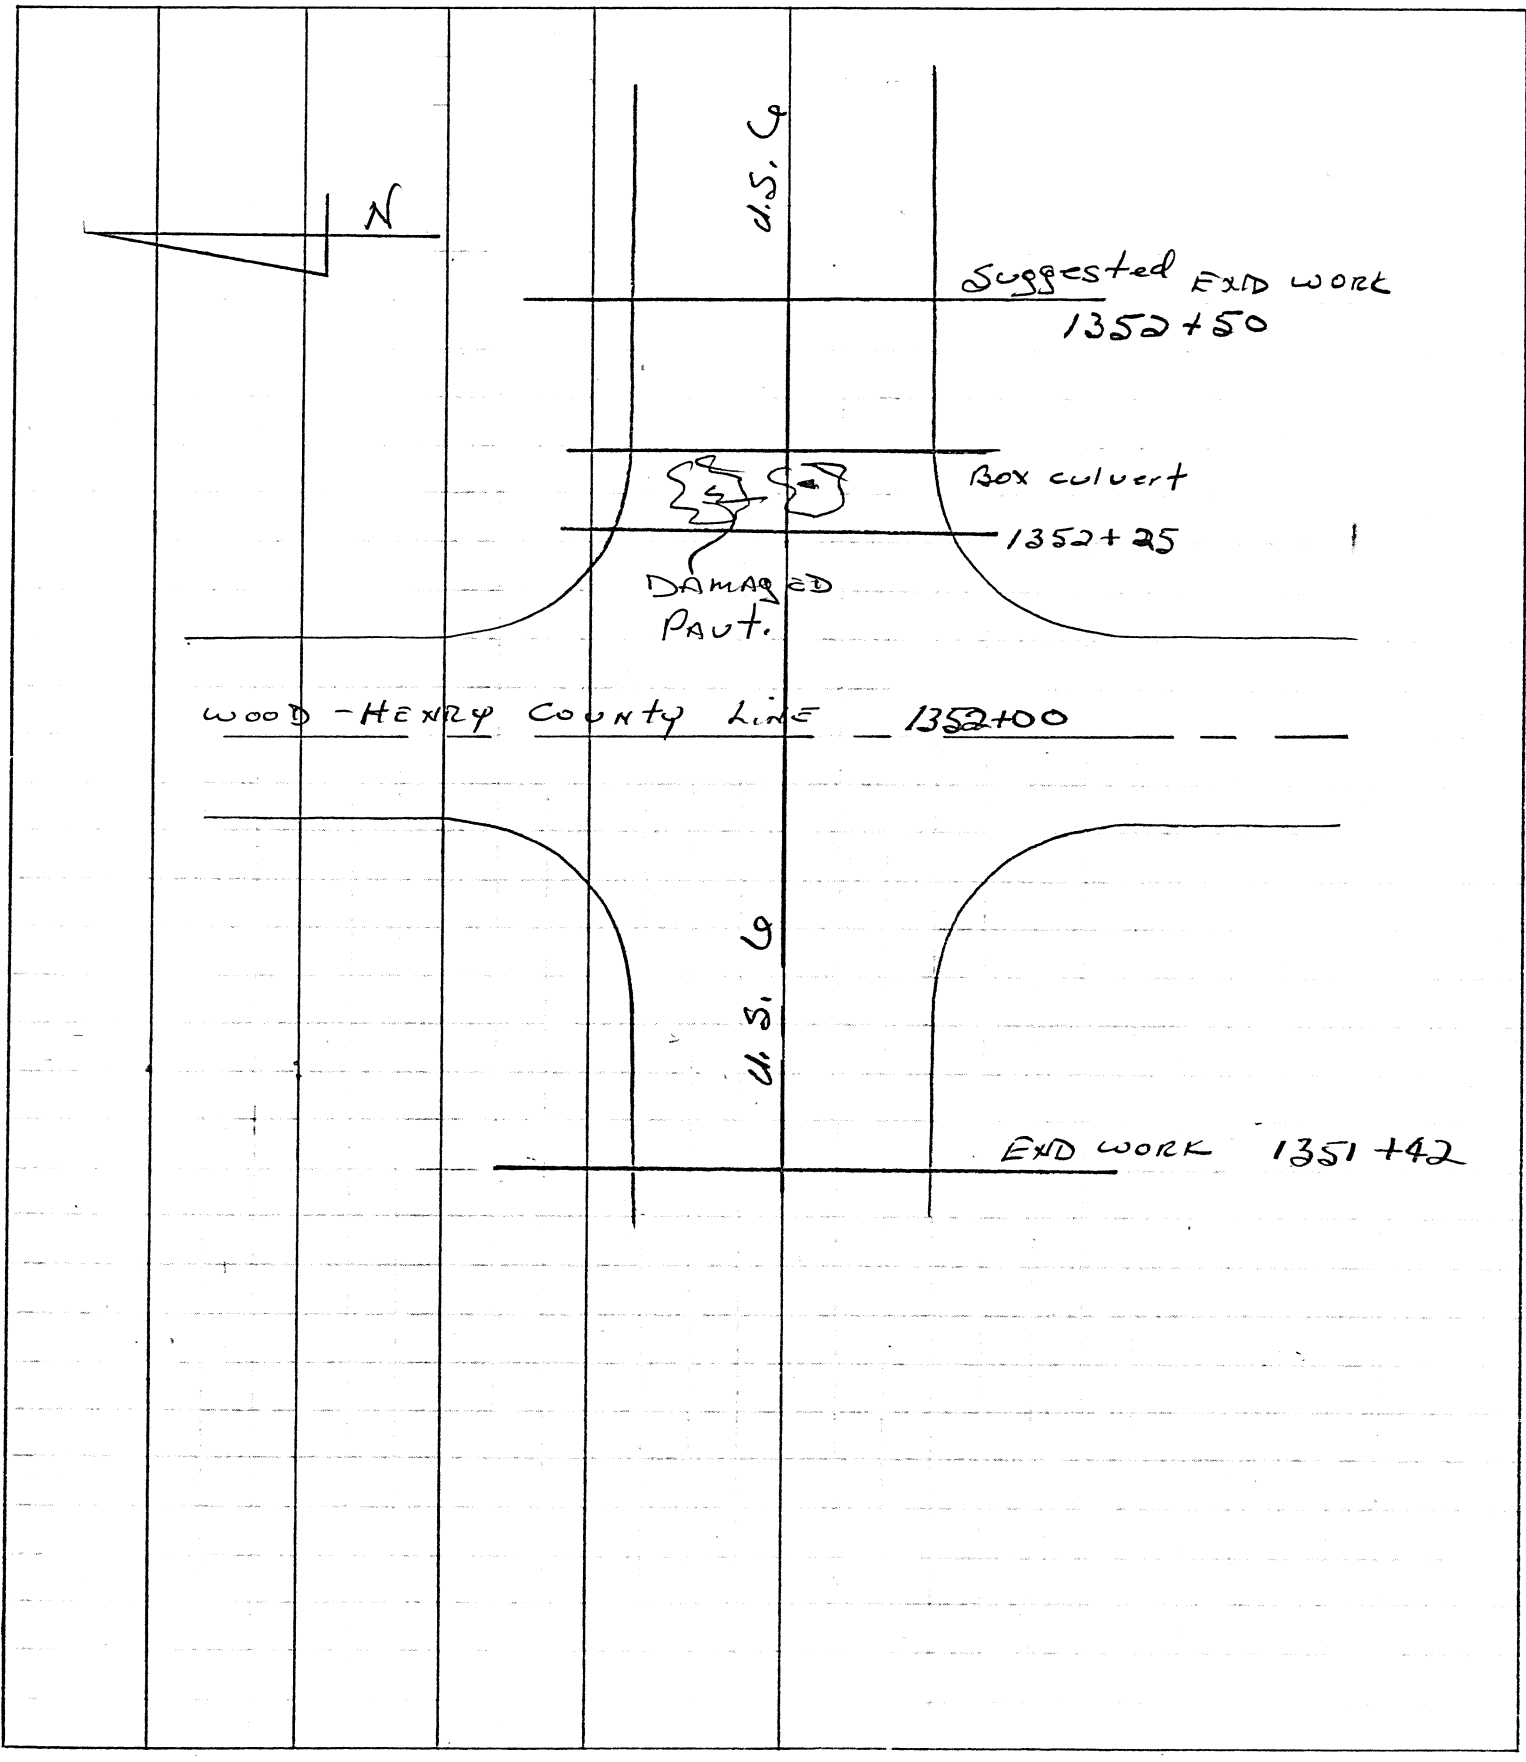 U.S. 6
N
Suggested END WORK
1352+50
Box culvert
1352+25
DAMAGED
PAVT.
WOOD-HENRY COUNTY LINE 1352+00
U.S. 6
END WORK 1351+42